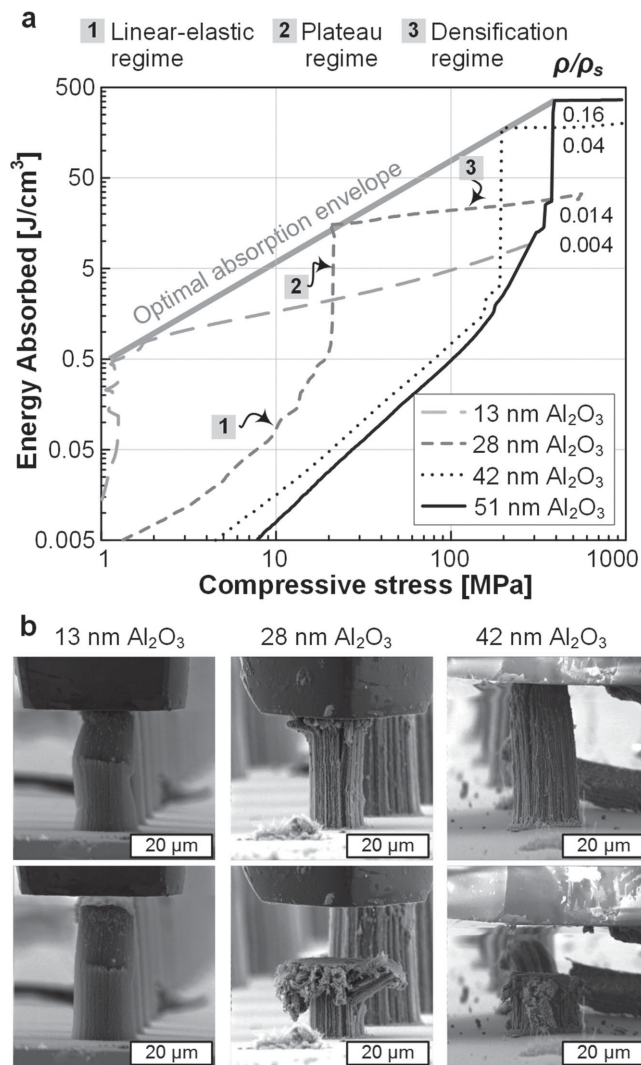 a
1 Linear-elastic regime
2 Plateau regime
3 Densification regime
ρ/ρs
500
50
5
0.5
0.05
0.005
Energy Absorbed [J/cm³]
Optimal absorption envelope
1
2
3
0.16
0.04
0.014
0.004
13 nm Al₂O₃
28 nm Al₂O₃
42 nm Al₂O₃
51 nm Al₂O₃
1 10 100 1000
Compressive stress [MPa]
b
13 nm Al₂O₃ 28 nm Al₂O₃ 42 nm Al₂O₃
20 µm 20 µm 20 µm
20 µm 20 µm 20 µm